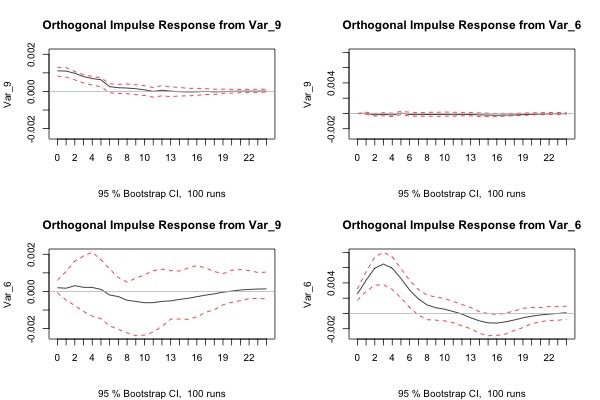 Orthogonal Impulse Response from Var_9
Var_9
0.002
0.000
-0.002
0 2 4 6 8 10 13 16 19 22
95 % Bootstrap CI, 100 runs
Orthogonal Impulse Response from Var_6
Var_9
0.004
-0.002
0 2 4 6 8 10 13 16 19 22
95 % Bootstrap CI, 100 runs
Orthogonal Impulse Response from Var_9
Var_6
0.002
0.000
-0.002
0 2 4 6 8 10 13 16 19 22
95 % Bootstrap CI, 100 runs
Orthogonal Impulse Response from Var_6
Var_6
0.004
-0.002
0 2 4 6 8 10 13 16 19 22
95 % Bootstrap CI, 100 runs